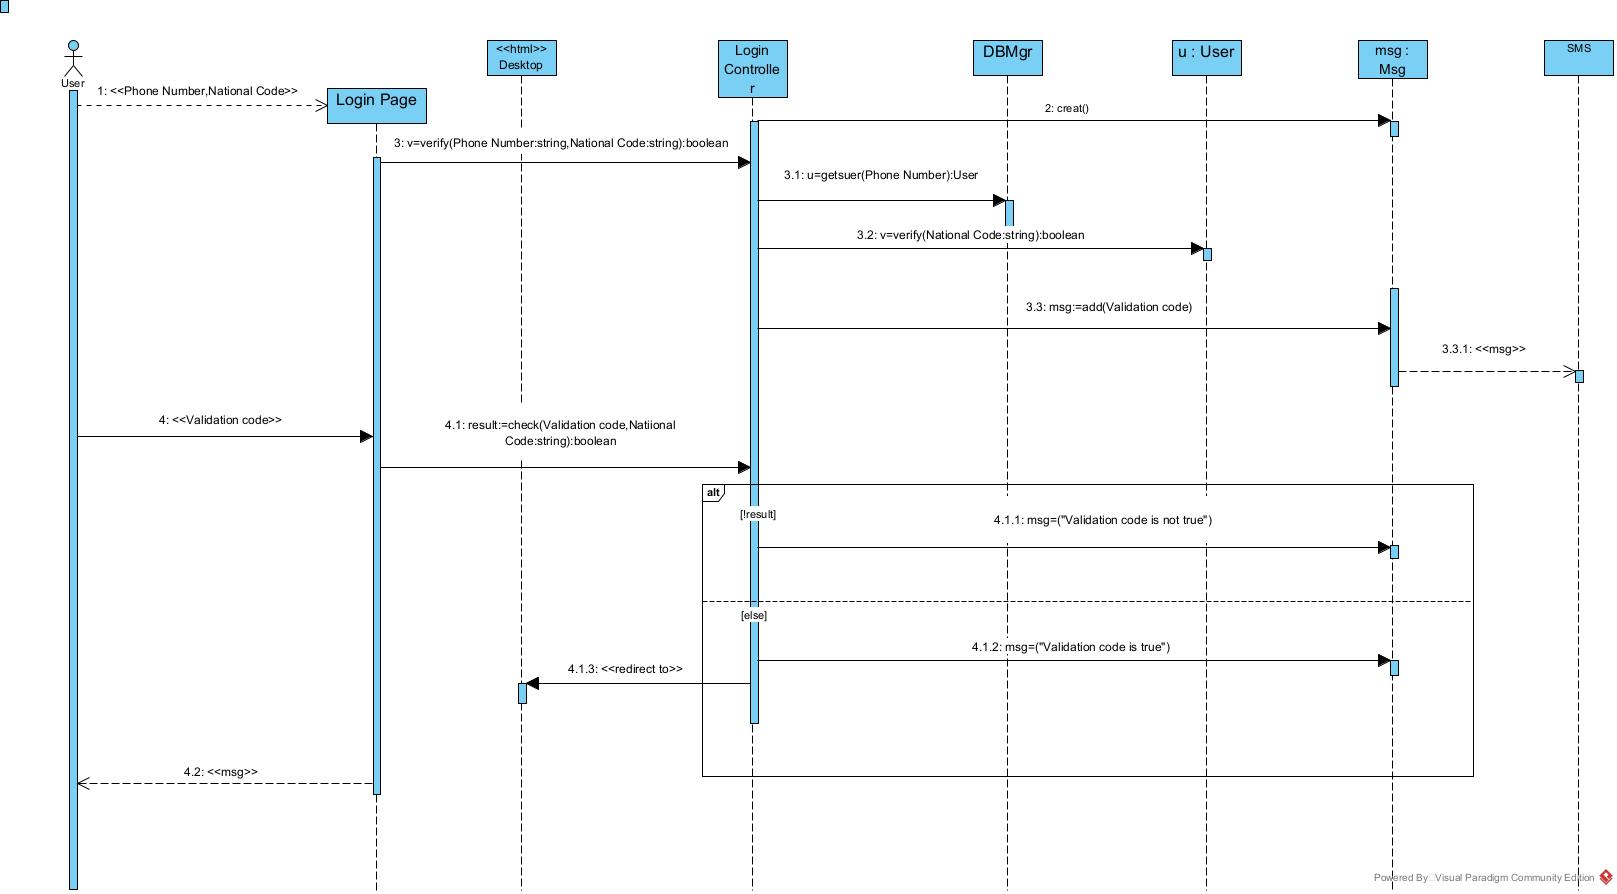 <<html>>
Desktop
Login
Controlle
r
DBMgr
u : User
msg :
Msg
SMS
User
1: <<Phone Number,National Code>>
Login Page
2: creat()
3: v=verify(Phone Number:string,National Code:string):boolean
3.1: u=getsuer(Phone Number):User
3.2: v=verify(National Code:string):boolean
3.3: msg:=add(Validation code)
3.3.1: <<msg>>
4: <<Validation code>>
4.1: result:=check(Validation code,Natiional
Code:string):boolean
alt
[!result]
4.1.1: msg=("Validation code is not true")
[else]
4.1.2: msg=("Validation code is true")
4.1.3: <<redirect to>>
4.2: <<msg>>
Powered By Visual Paradigm Community Edition